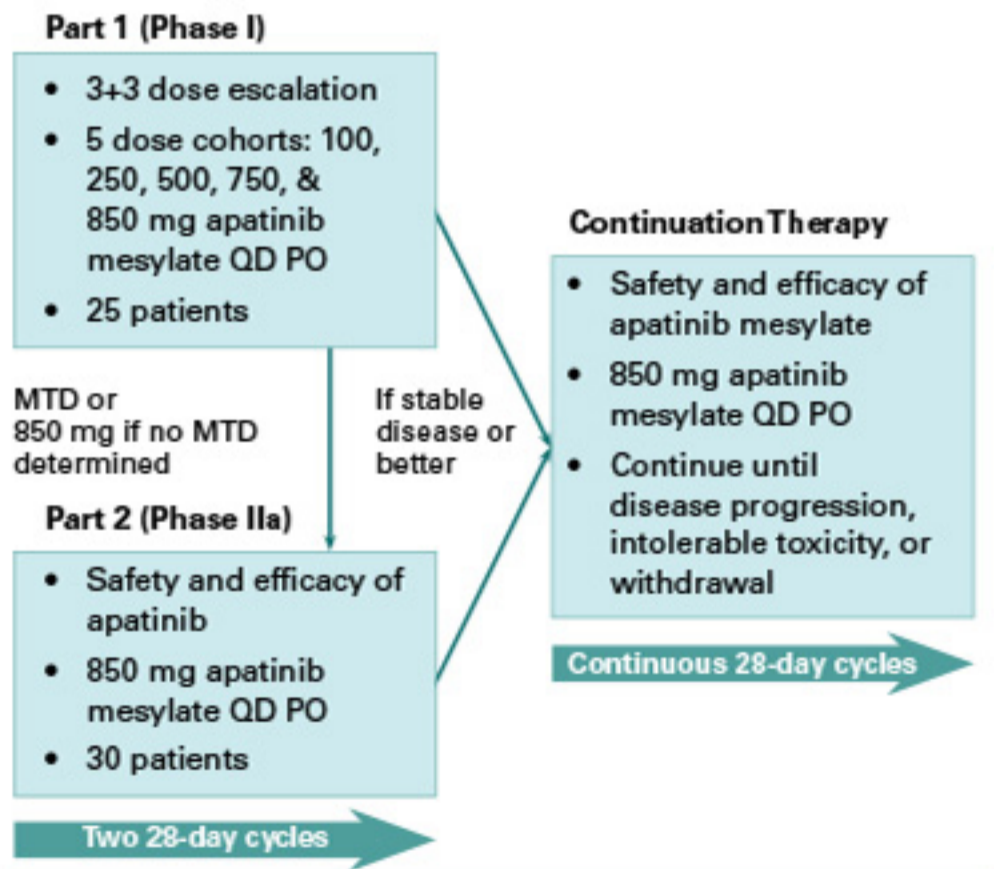 Part 1 (Phase I)
• 3+3 dose escalation
• 5 dose cohorts: 100,
250, 500, 750, &
850 mg apatinib
mesylate QD PO
• 25 patients
MTD or
850 mg if no MTD
determined
If stable
disease or
better
Part 2 (Phase IIa)
• Safety and efficacy of
apatinib
• 850 mg apatinib
mesylate QD PO
• 30 patients
Two 28-day cycles
Continuation Therapy
• Safety and efficacy of
apatinib mesylate
• 850 mg apatinib
mesylate QD PO
• Continue until
disease progression,
intolerable toxicity, or
withdrawal
Continuous 28-day cycles